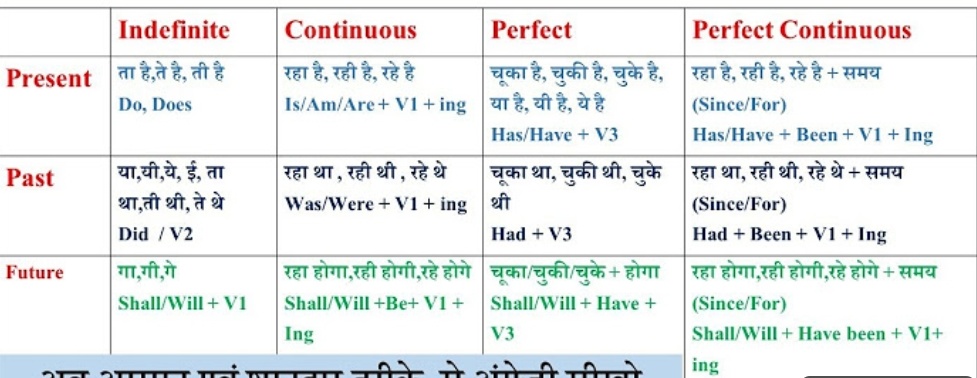 Indefinite
Continuous
Perfect
Perfect Continuous
Present
ता है,ते है, ती है
Do, Does
रहा है, रही है, रहे है
Is/Am/Are + V1 + ing
चूका है, चुकी है, चुके है,
या है, यी है, ये है
Has/Have + V3
रहा है, रही है, रहे है + समय
(Since/For)
Has/Have + Been + V1 + Ing
Past
या,यी,ये, ई, ता
था,ती थी, ते थे
Did / V2
रहा था , रही थी , रहे थे
Was/Were + V1 + ing
चूका था, चुकी थी, चुके
थी
Had + V3
रहा था, रही थी, रहे थे + समय
(Since/For)
Had + Been + V1 + Ing
Future
गा,गी,गे
Shall/Will + V1
रहा होगा,रही होगी,रहे होगे
Shall/Will +Be+ V1 +
Ing
चूका/चुकी/चुके + होगा
Shall/Will + Have +
V3
रहा होगा,रही होगी,रहे होगे + समय
(Since/For)
Shall/Will + Have been + V1+
ing